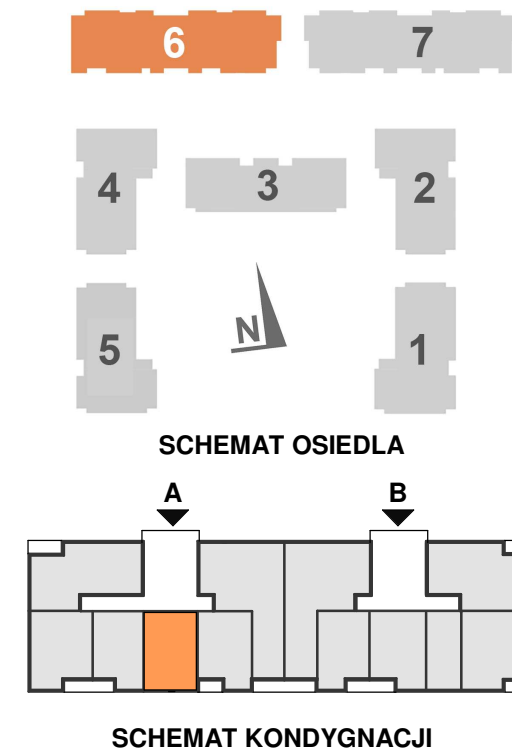 6 7
4 3 2
N
5 1
SCHEMAT OSIEDLA
A B
SCHEMAT KONDYGNACJI